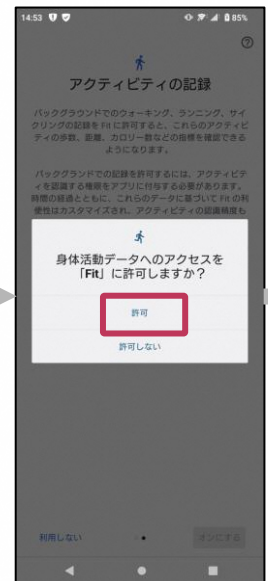 14:53 85%
アクティビティの記録
バックグラウンドでのウォーキング、ランニング、サイ
クリングの記録を Fit に許可すると、これらのアクティビ
ティの歩数、距離、カロリー数などの指標を確認できる
ようになります。
バックグラウンドでの記録を許可するには、アクティビテ
ィを認識する権限をアプリに付与する必要があります。
時間の経過とともに、これらのデータに基づいて Fit の利
便性はカスタマイズされ、アクティビティの認識精度も
身体活動データへのアクセスを
「Fit」に許可しますか？
許可
許可しない
利用しない オンにする